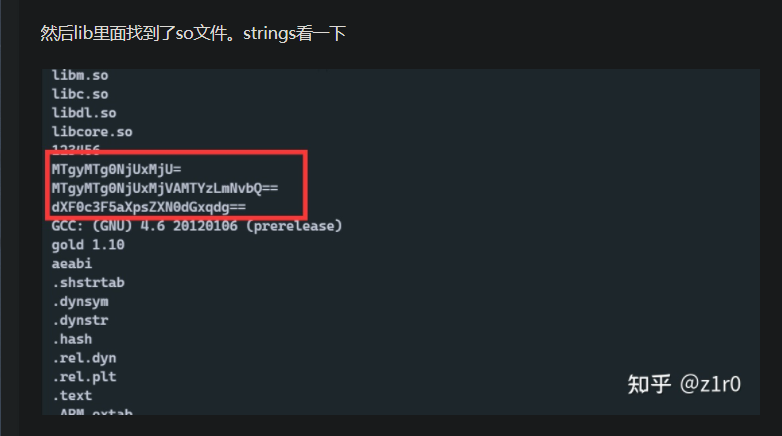 然后lib里面找到了so文件。strings看一下
libm.so
libc.so
libdl.so
libcore.so
123456
MTgyMTg0NjUxMjU=
MTgyMTg0NjUxMjVAMTYzLmNvbQ==
dXF0c3F5aXpsZXN0dGxqdg==
GCC: (GNU) 4.6 20120106 (prerelease)
gold 1.10
aeabi
.shstrtab
.dynsym
.dynstr
.hash
.rel.dyn
.rel.plt
.text
.ARM.extab
知乎 @z1r0